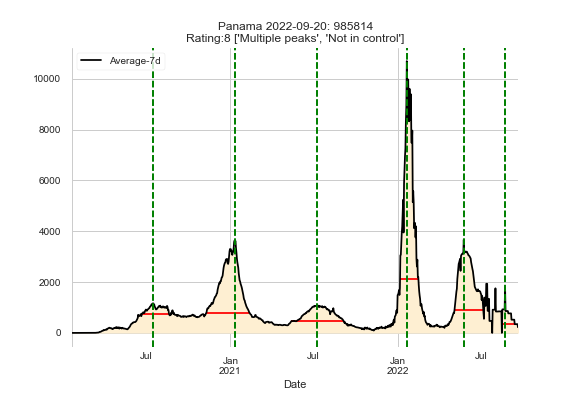 Panama 2022-09-20: 985814
Rating:8 ['Multiple peaks', 'Not in control']
Average-7d
10000
8000
6000
4000
2000
0
Jul
Jan
2021
Jul
Jan
2022
Jul
Date